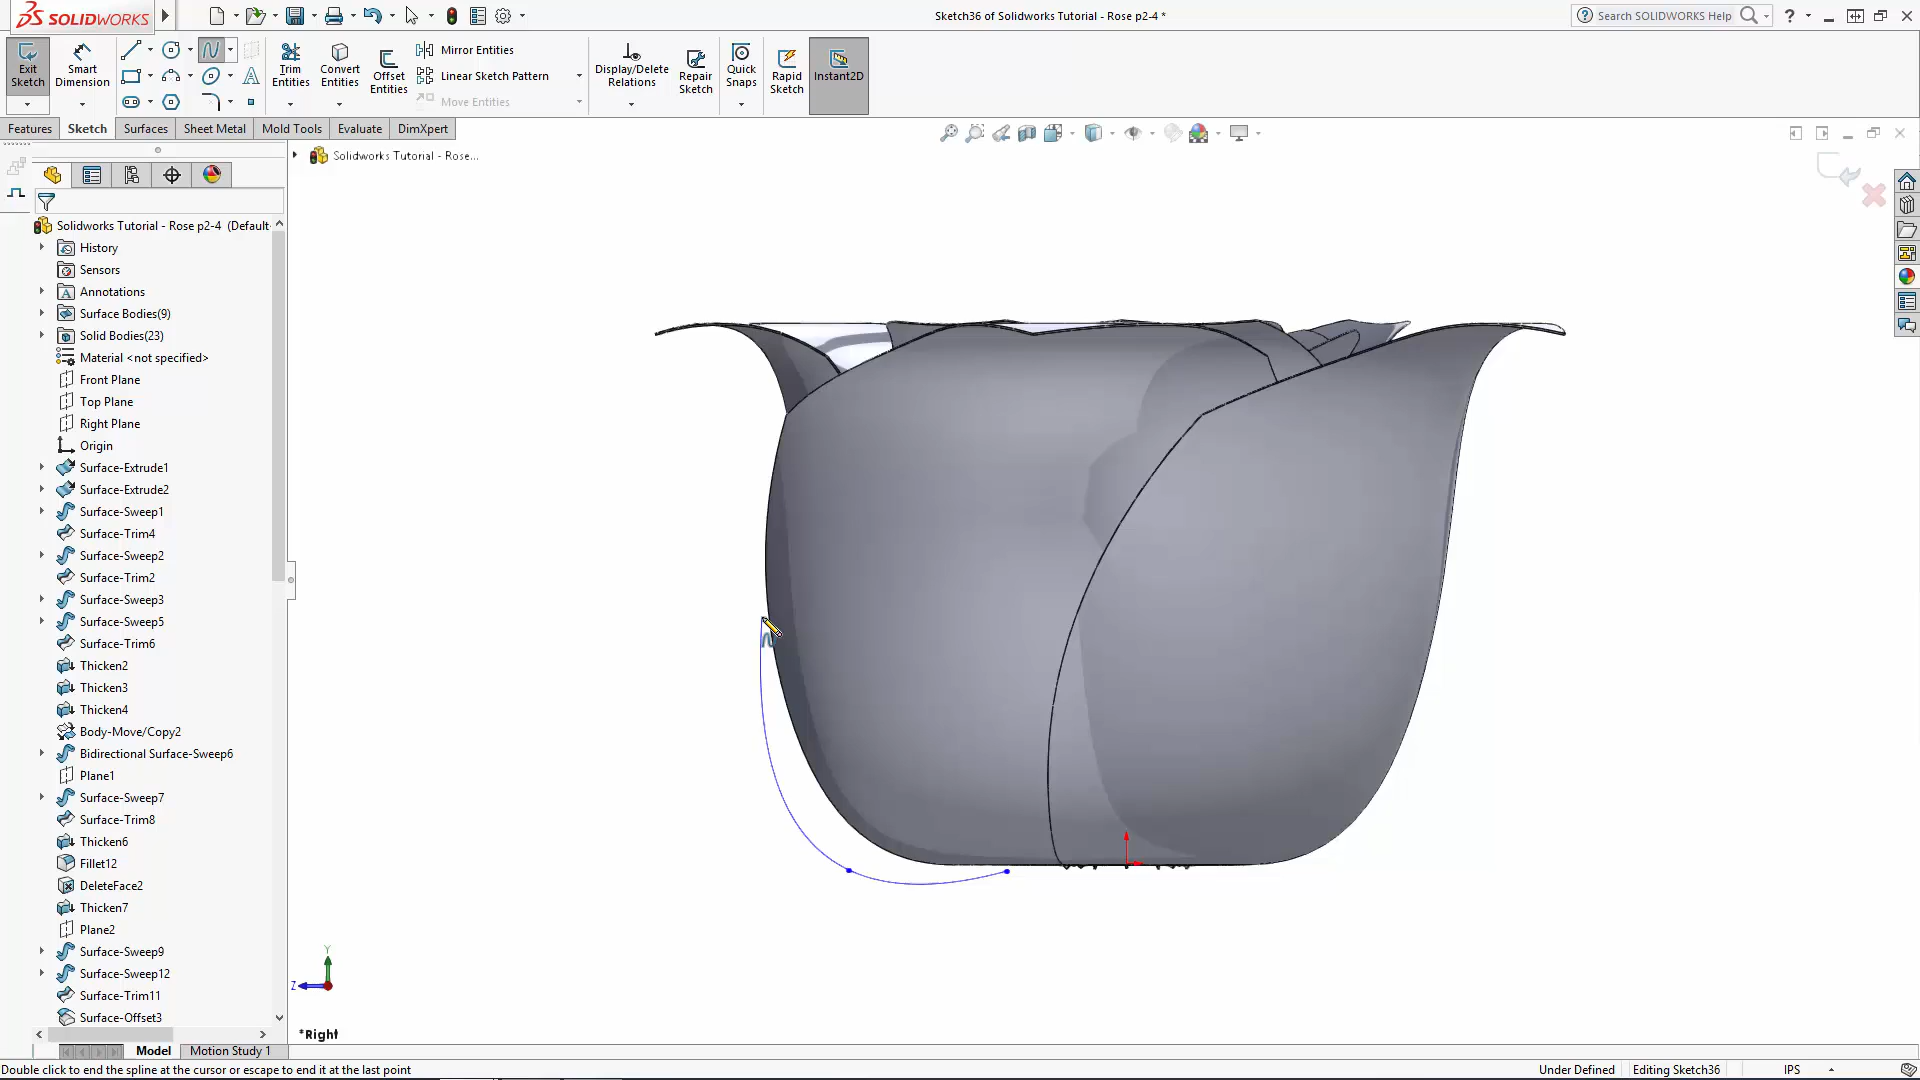 SOLIDWORKS
Sketch36 of Solidworks Tutorial - Rose p2-4 *
Search SOLIDWORKS Help
Exit Sketch
Smart Dimension
Trim Entities
Convert Entities
Offset Entities
Mirror Entities
Linear Sketch Pattern
Move Entities
Display/Delete Relations
Repair Sketch
Quick Snaps
Rapid Sketch
Instant2D
Features
Sketch
Surfaces
Sheet Metal
Mold Tools
Evaluate
DimXpert
Solidworks Tutorial - Rose...
Solidworks Tutorial - Rose p2-4 (Default
History
Sensors
Annotations
Surface Bodies(9)
Solid Bodies(23)
Material <not specified>
Front Plane
Top Plane
Right Plane
Origin
Surface-Extrude1
Surface-Extrude2
Surface-Sweep1
Surface-Trim4
Surface-Sweep2
Surface-Trim2
Surface-Sweep3
Surface-Sweep5
Surface-Trim6
Thicken2
Thicken3
Thicken4
Body-Move/Copy2
Bidirectional Surface-Sweep6
Plane1
Surface-Sweep7
Surface-Trim8
Thicken6
Fillet12
DeleteFace2
Thicken7
Plane2
Surface-Sweep9
Surface-Sweep12
Surface-Trim11
Surface-Offset3
Y
Z
*Right
Model
Motion Study 1
Double click to end the spline at the cursor or escape to end it at the last point
Under Defined
Editing Sketch36
IPS